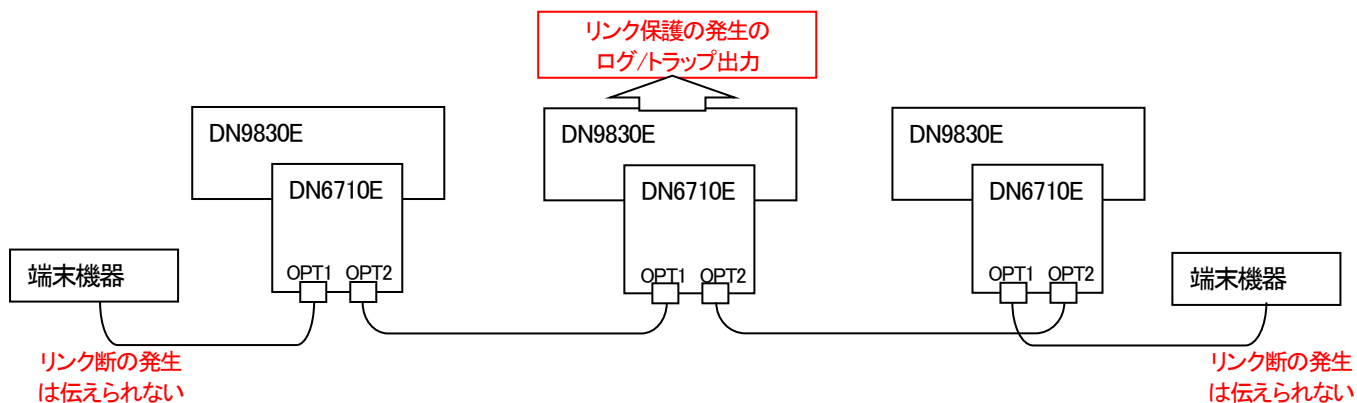 リンク保護の発生の
ログ/トラップ出力
DN9830E
DN9830E
DN9830E
DN6710E
DN6710E
DN6710E
OPT1 OPT2
OPT1 OPT2
OPT1 OPT2
端末機器
端末機器
リンク断の発生
は伝えられない
リンク断の発生
は伝えられない